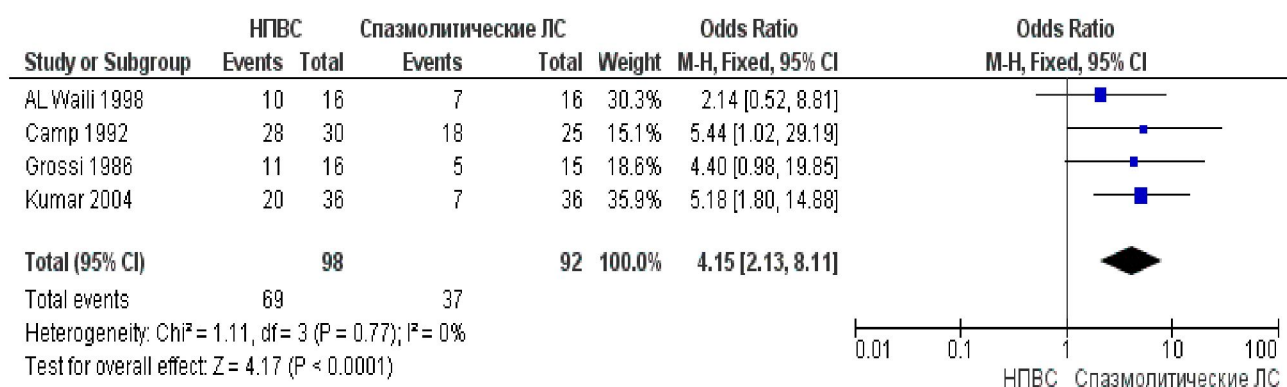 НПВС Спазмолитические ЛС Odds Ratio Odds Ratio
Study or Subgroup Events Total Events Total Weight M-H, Fixed, 95% CI M-H, Fixed, 95% CI
AL Waili 1998 10 16 7 16 30.3% 2.14 [0.52, 8.81]
Camp 1992 28 30 18 25 15.1% 5.44 [1.02, 29.19]
Grossi 1986 11 16 5 15 18.6% 4.40 [0.98, 19.85]
Kumar 2004 20 36 7 36 35.9% 5.18 [1.80, 14.88]
Total (95% CI) 98 92 100.0% 4.15 [2.13, 8.11]
Total events 69 37
Heterogeneity: Chi² = 1.11, df = 3 (P = 0.77); I² = 0%
Test for overall effect: Z = 4.17 (P < 0.0001)
0.01 0.1 1 10 100
НПВС Спазмолитические ЛС